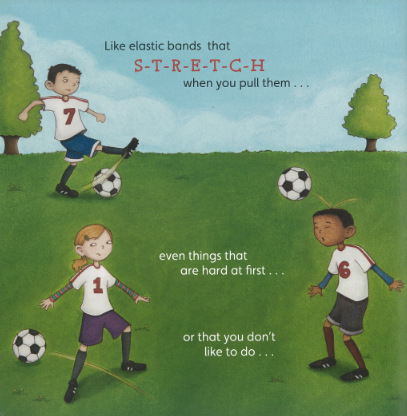 Like elastic bands that
S-T-R-E-T-C-H
when you pull them . . .
7
even things that
are hard at first . . .
1
6
or that you don't
like to do . . .